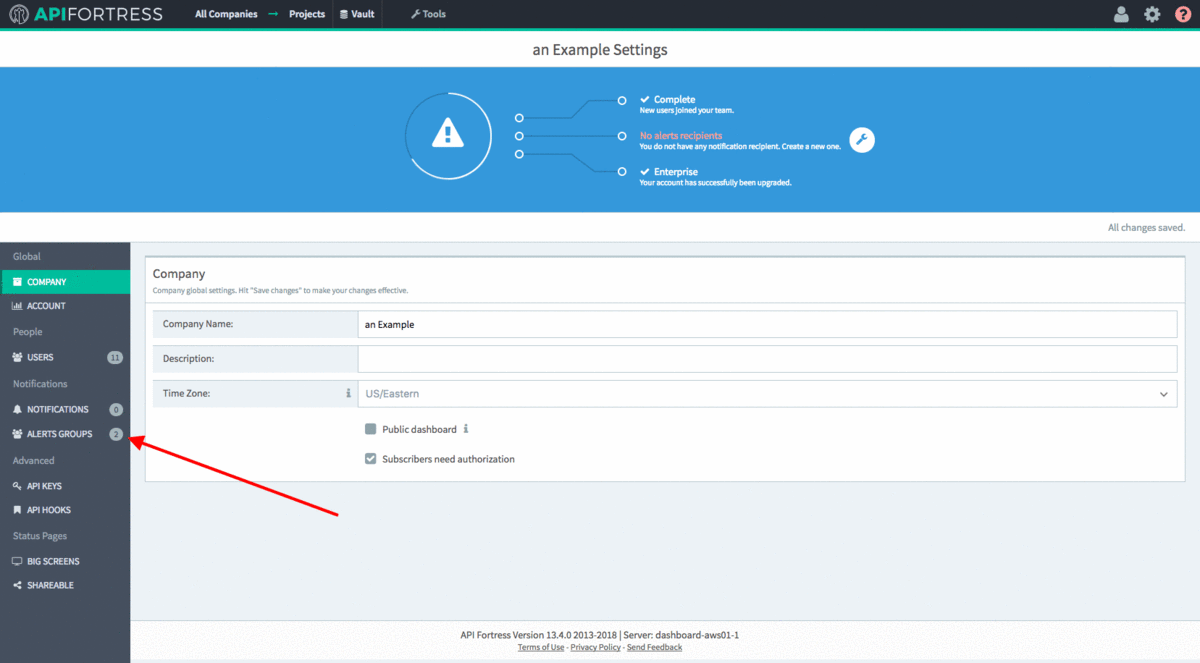 APIFORTRESS
All Companies → Projects Vault Tools
an Example Settings
Complete
New users joined your team.
No alerts recipients
You do not have any notification recipient. Create a new one.
Enterprise
Your account has successfully been upgraded.
All changes saved.
Global
COMPANY
ACCOUNT
People
USERS 11
Notifications
NOTIFICATIONS 0
ALERTS GROUPS 2
Advanced
API KEYS
API HOOKS
Status Pages
BIG SCREENS
SHAREABLE
Company
Company global settings. Hit "Save changes" to make your changes effective.
Company Name: an Example
Description:
Time Zone: US/Eastern
Public dashboard
Subscribers need authorization
API Fortress Version 13.4.0 2013-2018 | Server: dashboard-aws01-1
Terms of Use - Privacy Policy - Send Feedback